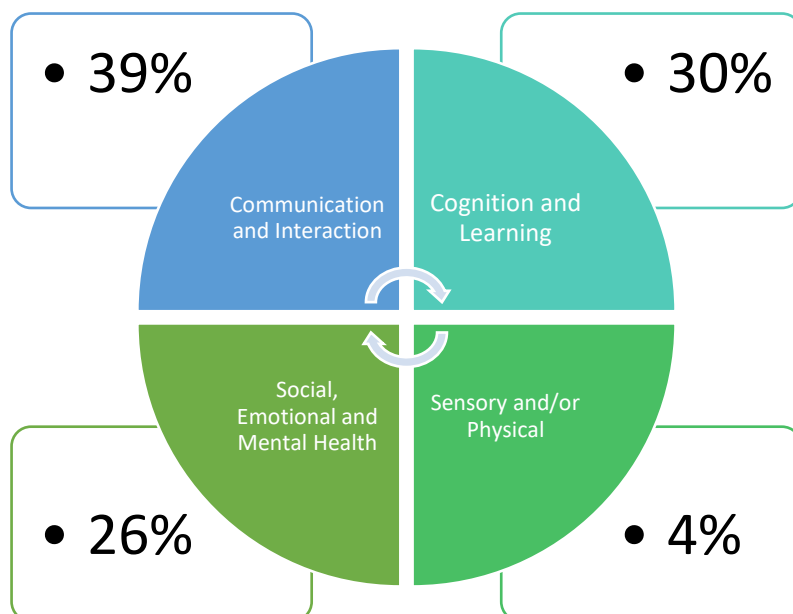 • 39%
• 30%
Communication
and Interaction
Cognition and
Learning
Social,
Emotional and
Mental Health
Sensory and/or
Physical
• 26%
• 4%